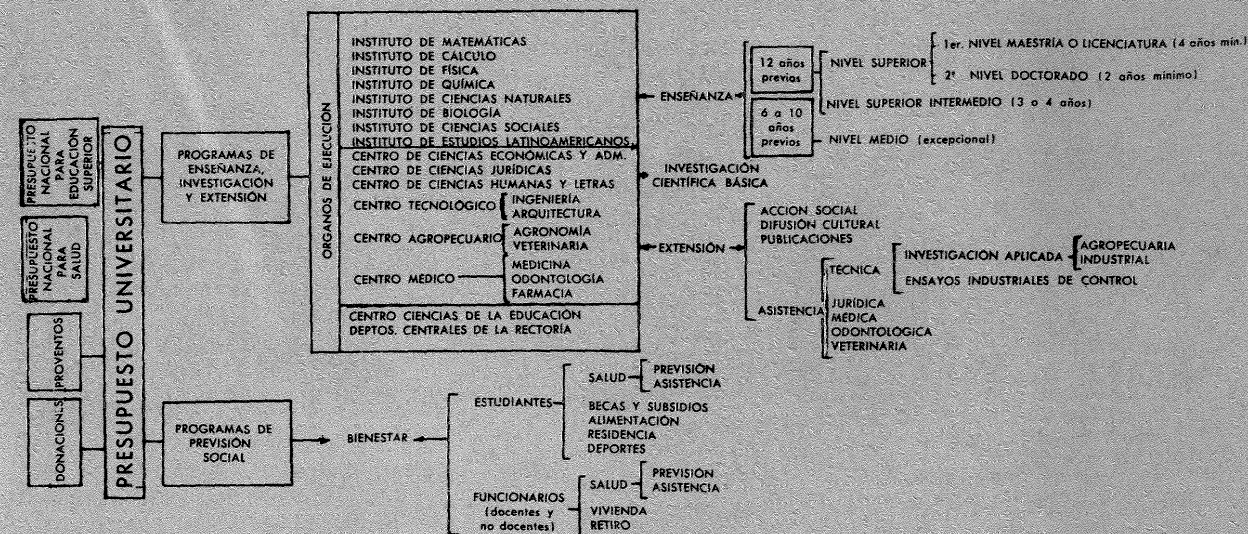 PRESUPUESTO
NACIONAL
PARA
EDUCACIÓN
SUPERIOR
PRESUPUESTO
NACIONAL
PARA
SALUD
PROVENTOS
DONACIONES
PRESUPUESTO UNIVERSITARIO
PROGRAMAS DE
ENSEÑANZA,
INVESTIGACIÓN
Y EXTENSIÓN
ORGANOS DE EJECUCIÓN
INSTITUTO DE MATEMÁTICAS
INSTITUTO DE CÁLCULO
INSTITUTO DE FÍSICA
INSTITUTO DE QUÍMICA
INSTITUTO DE CIENCIAS NATURALES
INSTITUTO DE BIOLOGÍA
INSTITUTO DE CIENCIAS SOCIALES
INSTITUTO DE ESTUDIOS LATINOAMERICANOS
CENTRO DE CIENCIAS ECONÓMICAS Y ADM.
CENTRO DE CIENCIAS JURÍDICAS
CENTRO DE CIENCIAS HUMANAS Y LETRAS
CENTRO TECNOLÓGICO
INGENIERÍA
ARQUITECTURA
CENTRO AGROPECUARIO
AGRONOMÍA
VETERINARIA
CENTRO MÉDICO
MEDICINA
ODONTOLOGÍA
FARMACIA
CENTRO CIENCIAS DE LA EDUCACIÓN
DEPTOS. CENTRALES DE LA RECTORÍA
ENSEÑANZA
12 años
previos
NIVEL SUPERIOR
1er. NIVEL MAESTRÍA O LICENCIATURA (4 años mín.)
2º NIVEL DOCTORADO (2 años mínimo)
NIVEL SUPERIOR INTERMEDIO (3 o 4 años)
6 a 10
años
previos
NIVEL MEDIO (excepcional)
INVESTIGACIÓN
CIENTÍFICA BÁSICA
EXTENSIÓN
ACCION SOCIAL
DIFUSIÓN CULTURAL
PUBLICACIONES
ASISTENCIA
TÉCNICA
INVESTIGACIÓN APLICADA
AGROPECUARIA
INDUSTRIAL
ENSAYOS INDUSTRIALES DE CONTROL
JURÍDICA
MÉDICA
ODONTOLÓGICA
VETERINARIA
PROGRAMAS DE
PREVISIÓN
SOCIAL
BIENESTAR
ESTUDIANTES
SALUD
PREVISIÓN
ASISTENCIA
BECAS Y SUBSIDIOS
ALIMENTACIÓN
RESIDENCIA
DEPORTES
FUNCIONARIOS
(docentes y
no docentes)
SALUD
PREVISIÓN
ASISTENCIA
VIVIENDA
RETIRO